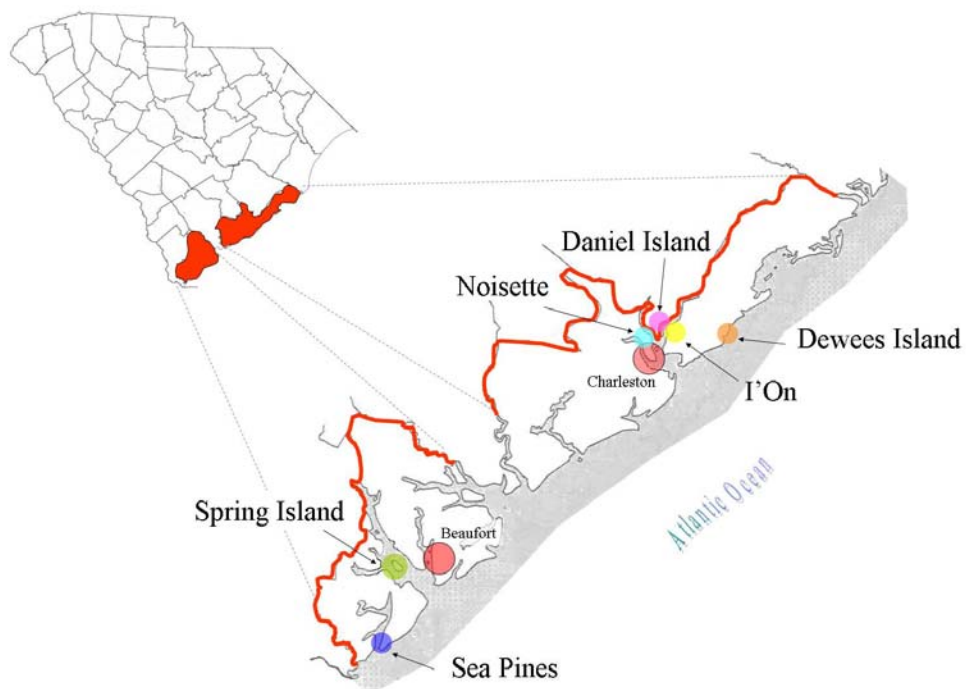 Daniel Island
Noisette
Dewees Island
Charleston
I'On
Atlantic Ocean
Spring Island
Beaufort
Sea Pines